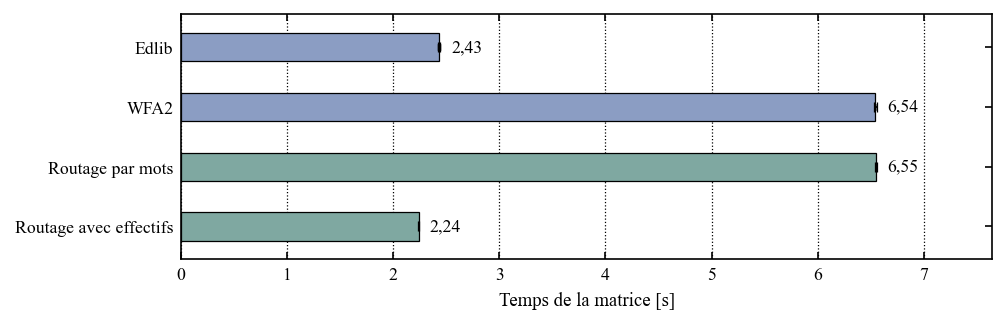 Edlib 2,43
WFA2 6,54
Routage par mots 6,55
Routage avec effectifs 2,24
0 1 2 3 4 5 6 7
Temps de la matrice [s]